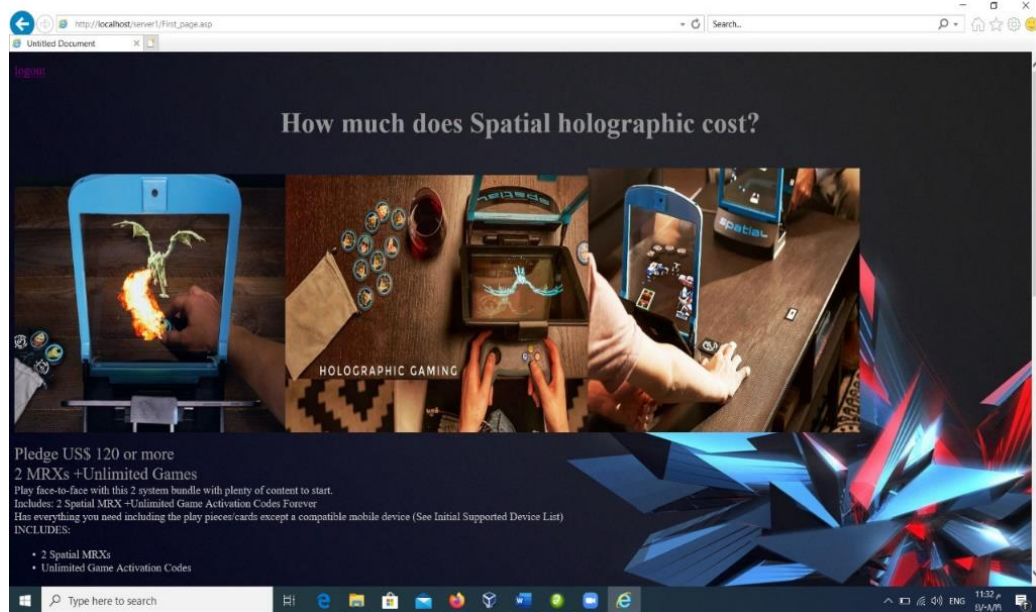 http://localhost/server1/First_page.asp
Search...
Untitled Document
logout
How much does Spatial holographic cost?
spatial
spatial
HOLOGRAPHIC GAMING
Pledge US$ 120 or more
2 MRXs +Unlimited Games
Play face-to-face with this 2 system bundle with plenty of content to start.
Includes: 2 Spatial MRX +Unlimited Game Activation Codes Forever
Has everything you need including the play pieces/cards except a compatible mobile device (See Initial Supported Device List)
INCLUDES:
• 2 Spatial MRXs
• Unlimited Game Activation Codes
Type here to search
ENG
11:32 م